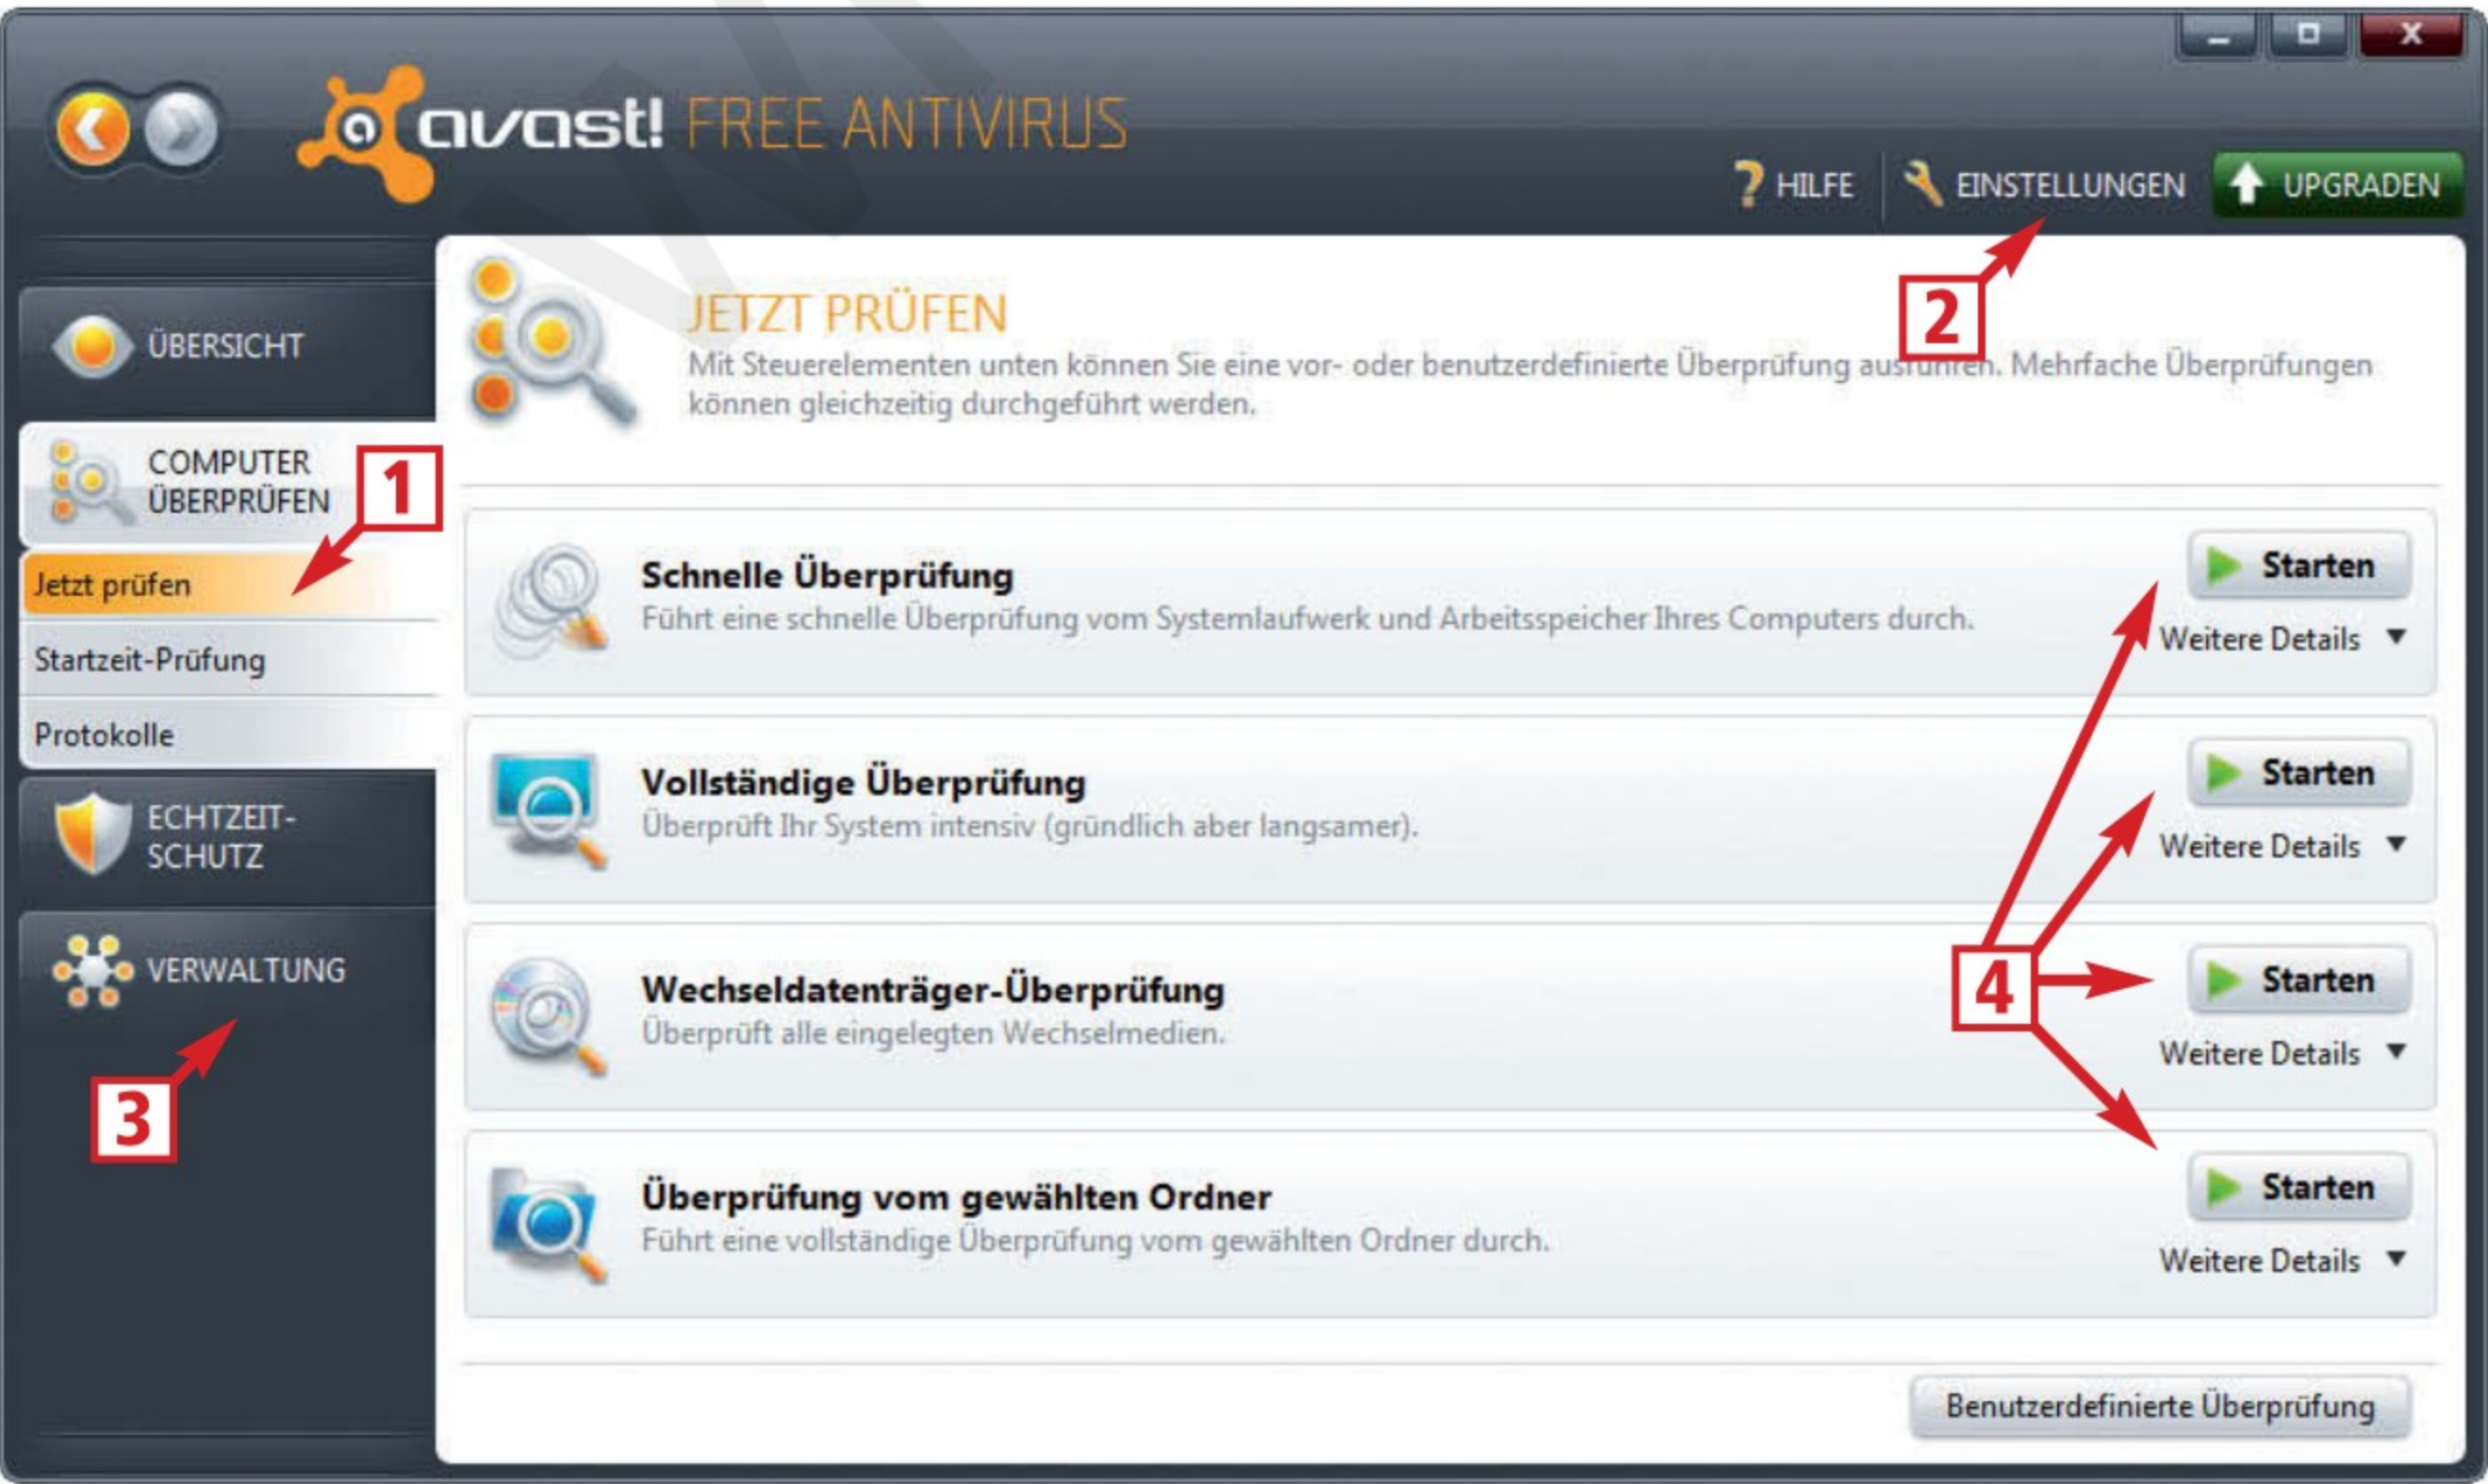 avast! FREE ANTIVIRUS
HILFE
EINSTELLUNGEN
UPGRADEN
ÜBERSICHT
COMPUTER
ÜBERPRÜFEN
1
Jetzt prüfen
Startzeit-Prüfung
Protokolle
ECHTZEIT-
SCHUTZ
VERWALTUNG
3
JETZT PRÜFEN
2
Mit Steuerelementen unten können Sie eine vor- oder benutzerdefinierte Überprüfung ausführen. Mehrfache Überprüfungen
können gleichzeitig durchgeführt werden.
Schnelle Überprüfung
Führt eine schnelle Überprüfung vom Systemlaufwerk und Arbeitsspeicher Ihres Computers durch.
Starten
Weitere Details
Vollständige Überprüfung
Überprüft Ihr System intensiv (gründlich aber langsamer).
Starten
Weitere Details
4
Wechseldatenträger-Überprüfung
Überprüft alle eingelegten Wechselmedien.
Starten
Weitere Details
Überprüfung vom gewählten Ordner
Führt eine vollständige Überprüfung vom gewählten Ordner durch.
Starten
Weitere Details
Benutzerdefinierte Überprüfung